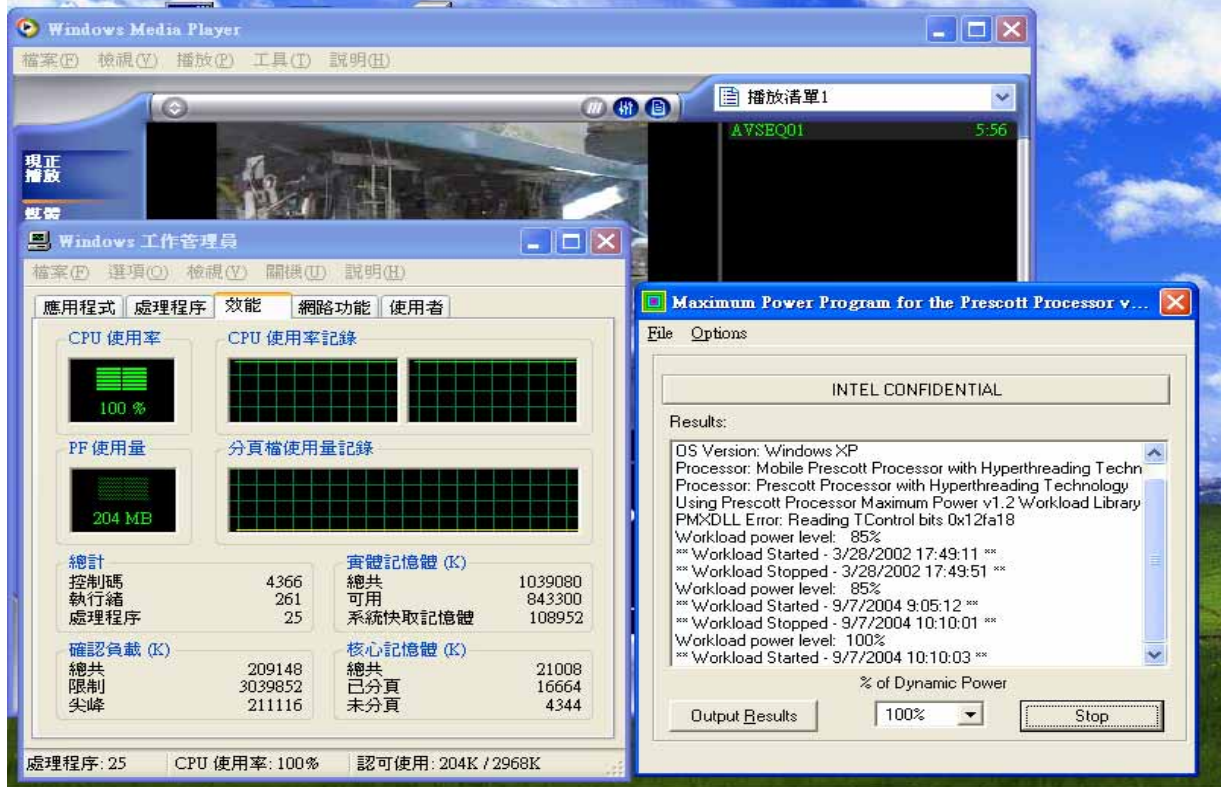 Windows Media Player
檔案(F) 檢視(V) 播放(P) 工具(T) 說明(H)
播放清單1
AVSEQ01 5:56
現正
播放
媒體
Windows 工作管理員
檔案(F) 選項(O) 檢視(V) 關機(U) 說明(H)
應用程式 處理程序 效能 網路功能 使用者
CPU 使用率 CPU 使用率記錄
100 %
PF 使用量 分頁檔使用量記錄
204 MB
總計
控制碼 4366
執行緒 261
處理程序 25
實體記憶體 (K)
總共 1039080
可用 843300
系統快取記憶體 108952
確認負載 (K)
總共 209148
限制 3039852
尖峰 211116
核心記憶體 (K)
總共 21008
已分頁 16664
未分頁 4344
處理程序: 25 CPU 使用率: 100% 認可使用: 204K / 2968K
Maximum Power Program for the Prescott Processor v...
File Options
INTEL CONFIDENTIAL
Results:
OS Version: Windows XP
Processor: Mobile Prescott Processor with Hyperthreading Techn
Processor: Prescott Processor with Hyperthreading Technology
Using Prescott Processor Maximum Power v1.2 Workload Library
PMXDLL Error: Reading TControl bits 0x12fa18
Workload power level: 85%
** Workload Started - 3/28/2002 17:49:11 **
** Workload Stopped - 3/28/2002 17:49:51 **
Workload power level: 85%
** Workload Started - 9/7/2004 9:05:12 **
** Workload Stopped - 9/7/2004 10:10:01 **
Workload power level: 100%
** Workload Started - 9/7/2004 10:10:03 **
% of Dynamic Power
Output Results 100% Stop